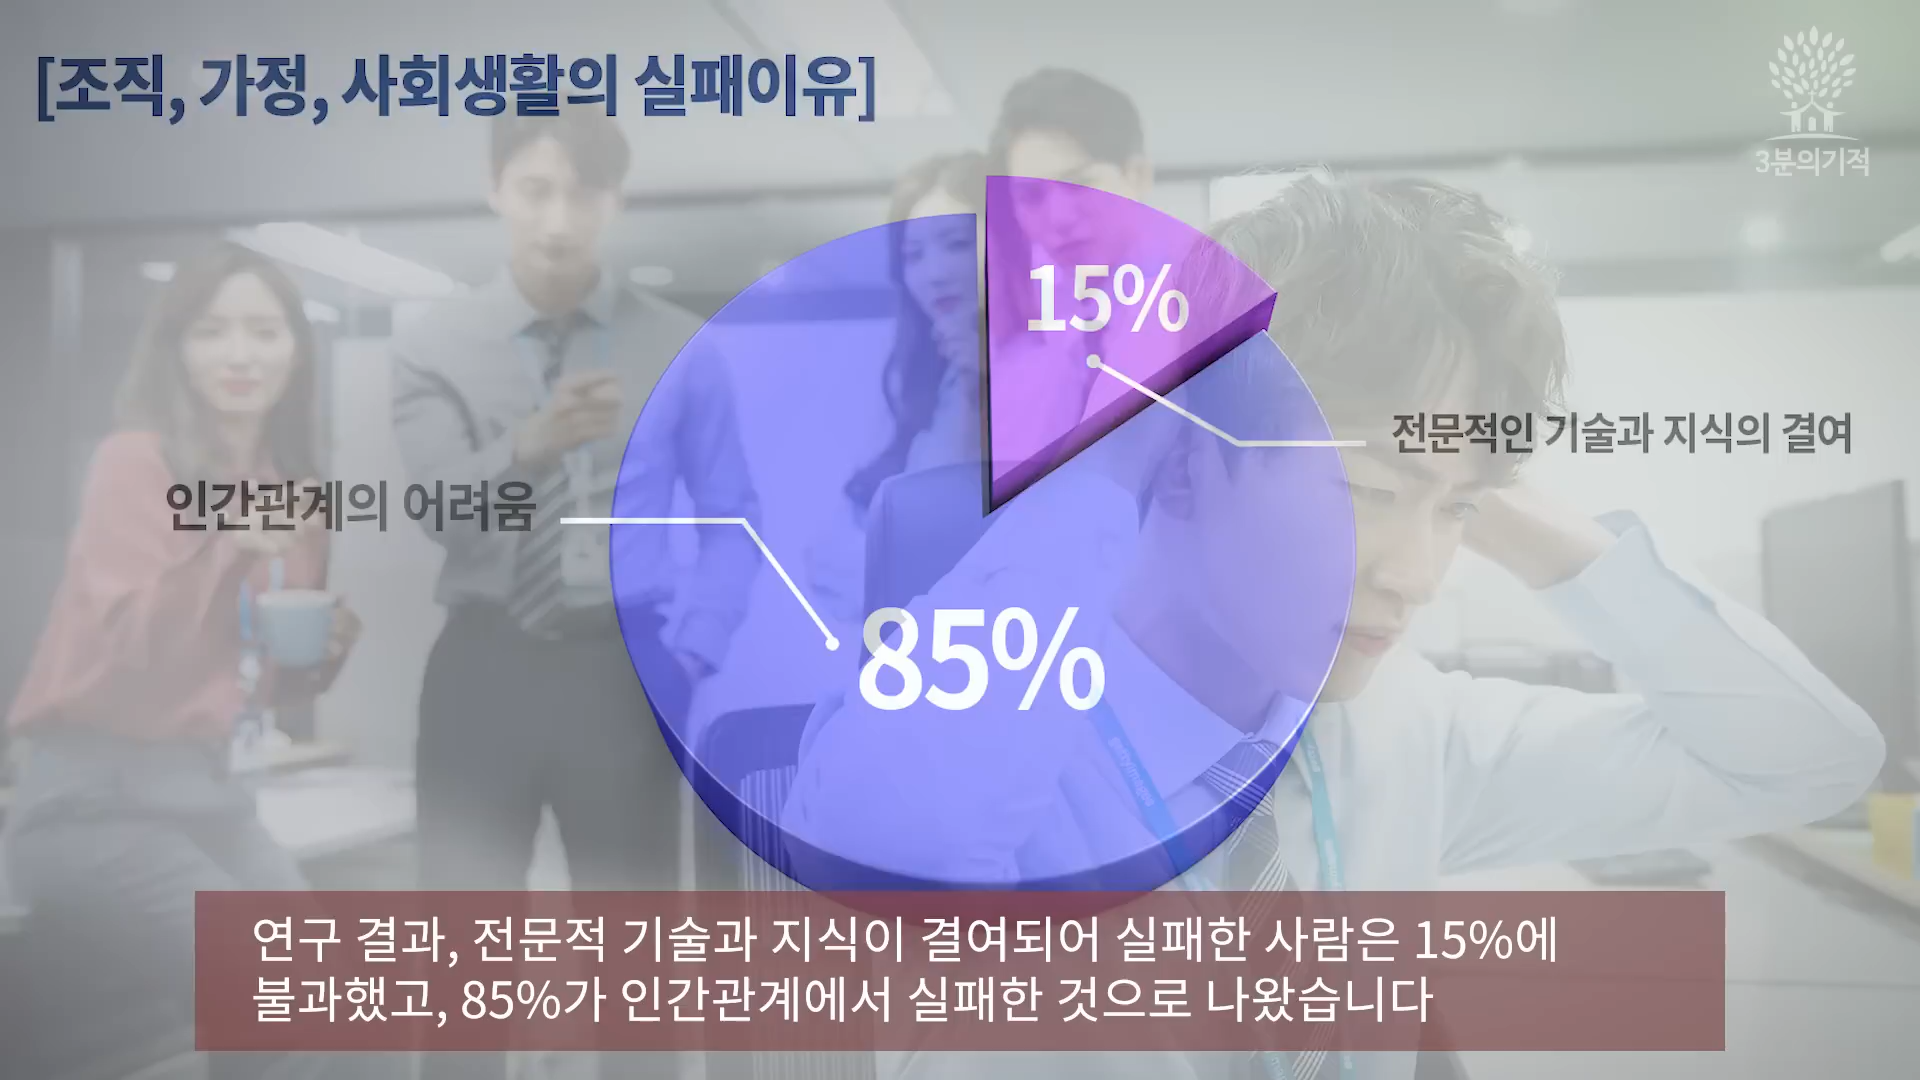 [조직, 가정, 사회생활의 실패이유]
3분의기적
15%
전문적인 기술과 지식의 결여
인간관계의 어려움
85%
gettyimages
연구 결과, 전문적 기술과 지식이 결여되어 실패한 사람은 15%에
불과했고, 85%가 인간관계에서 실패한 것으로 나왔습니다